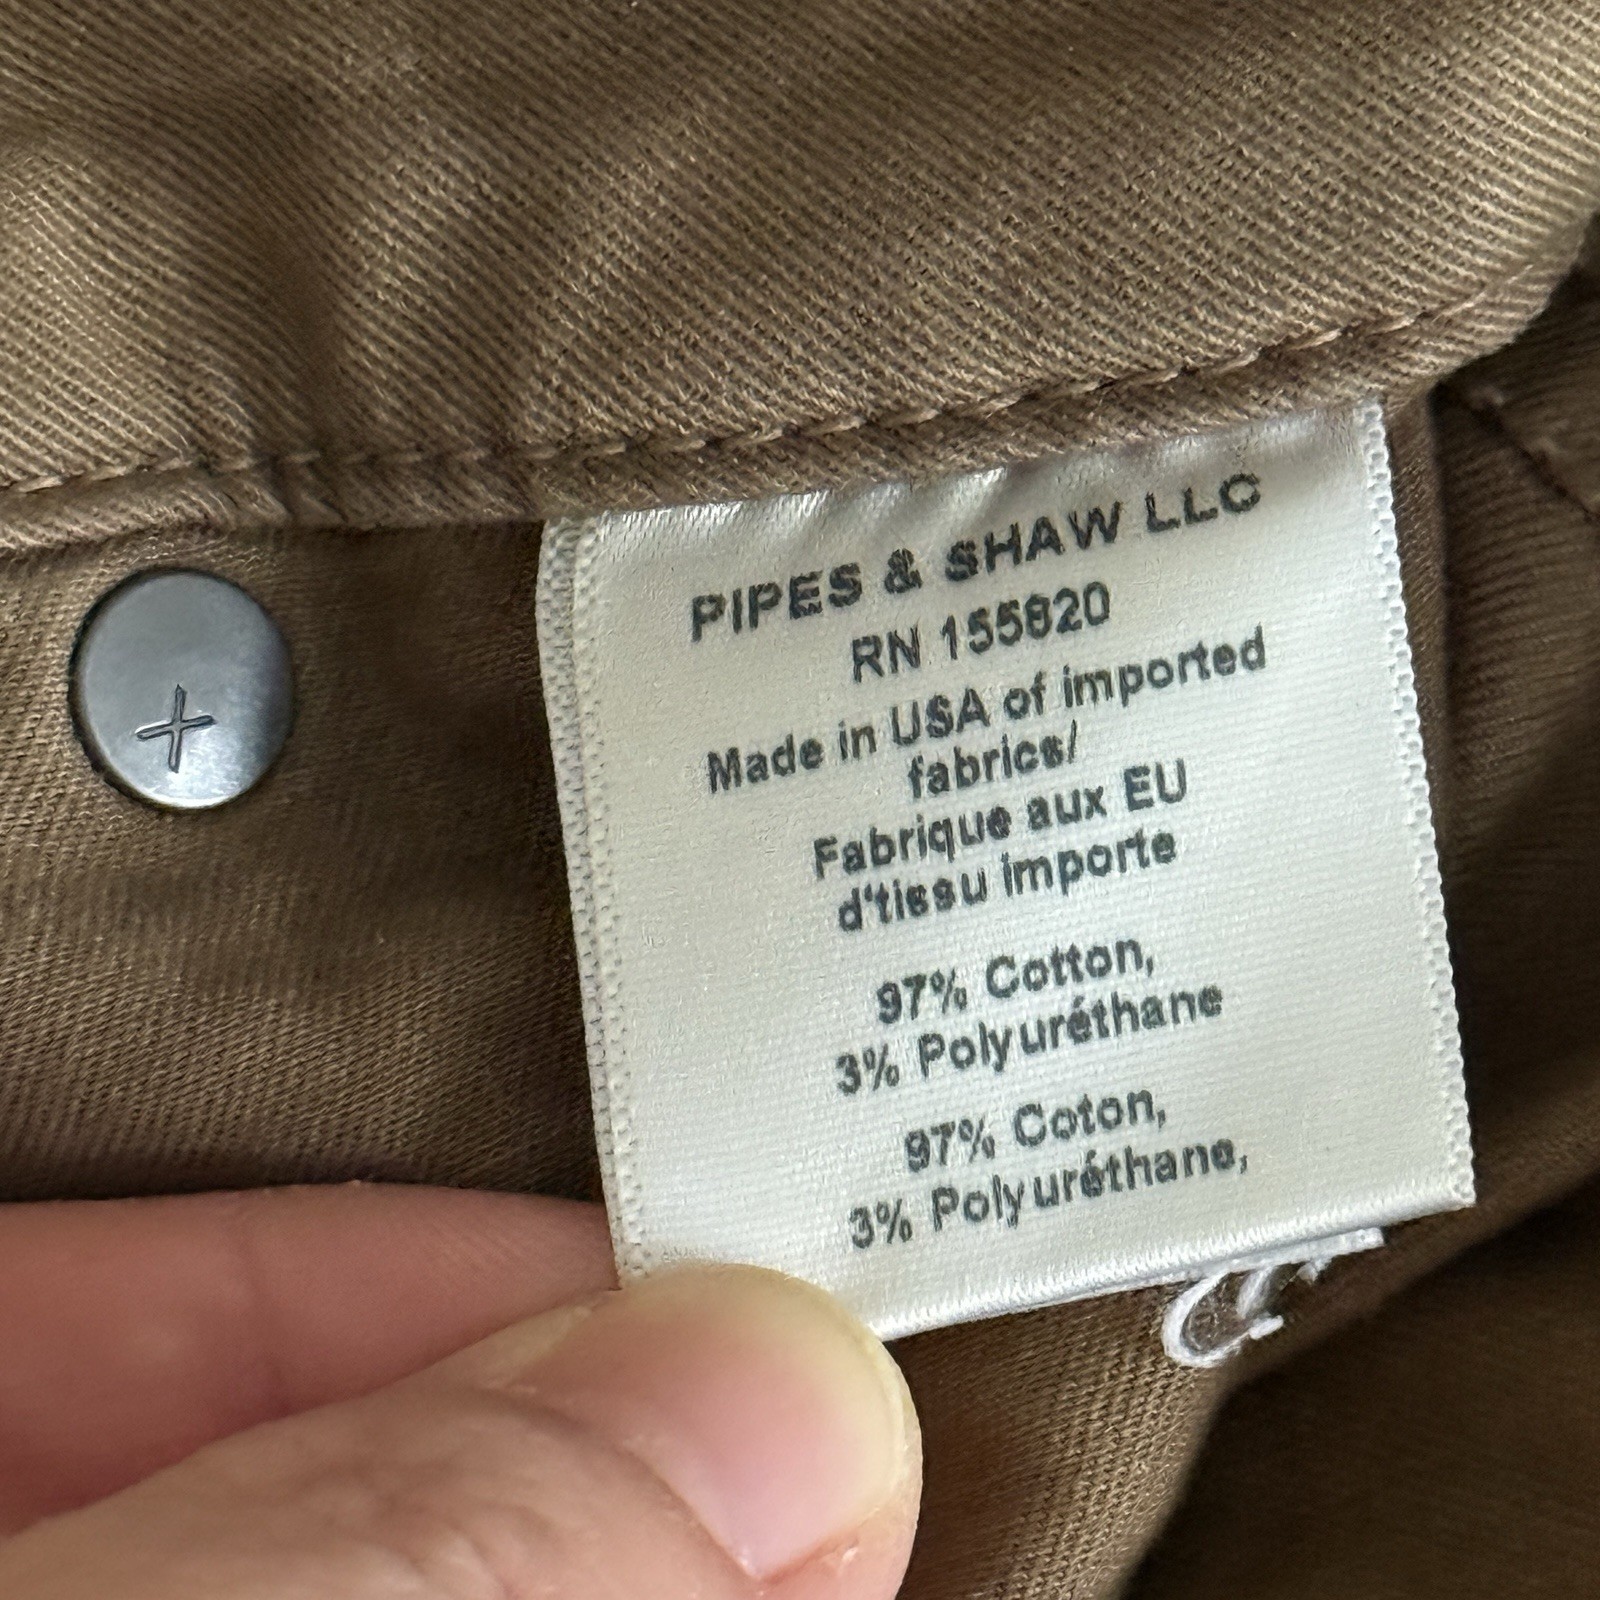 PIPES & SHAW LLC
RN 155820
Made in USA of imported
fabrics/
Fabrique aux EU
d'tissu importe
97% Cotton,
3% Polyuréthane
97% Coton,
3% Polyuréthane,